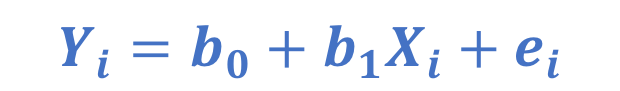 Yᵢ = b₀ + b₁Xᵢ + eᵢ